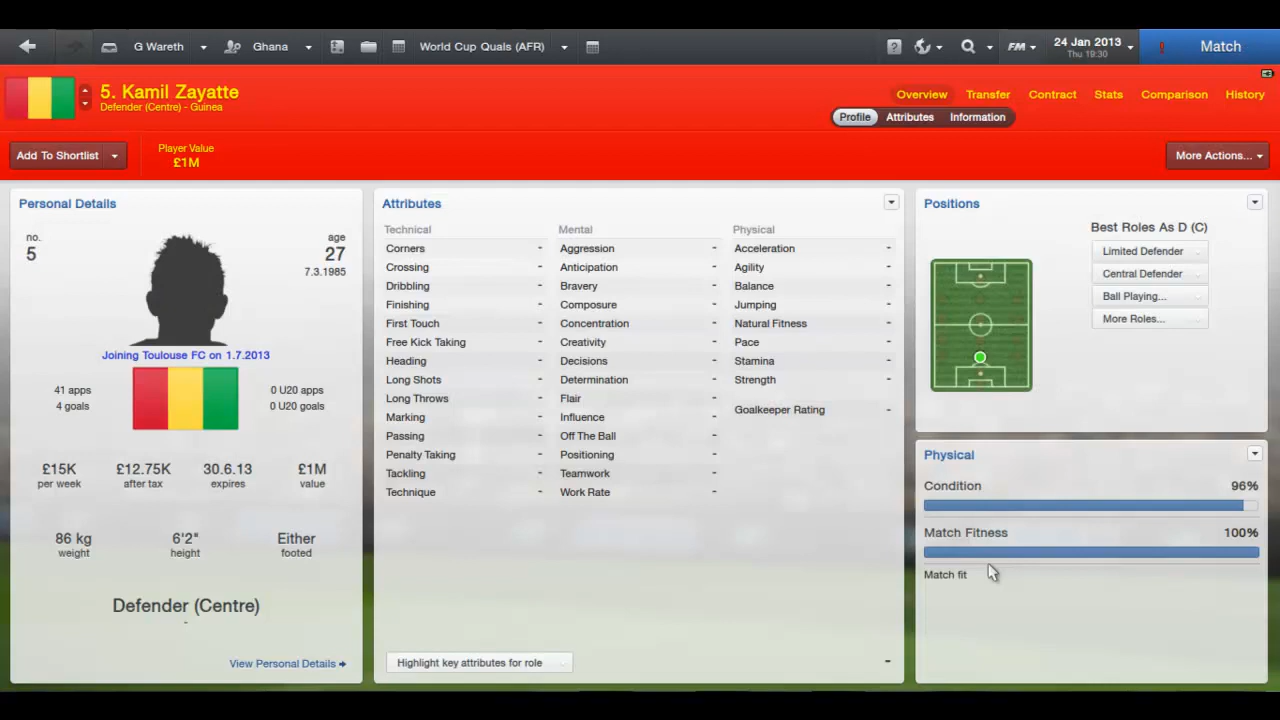 G Wareth
Ghana
World Cup Quals (AFR)
?
FM
24 Jan 2013
Thu 19:30
!
Match
5. Kamil Zayatte
Defender (Centre) - Guinea
Overview
Transfer
Contract
Stats
Comparison
History
Profile
Attributes
Information
Add To Shortlist
Player Value
£1M
More Actions...
Personal Details
no.
5
age
27
7.3.1985
Joining Toulouse FC on 1.7.2013
41 apps
4 goals
0 U20 apps
0 U20 goals
£15K
per week
£12.75K
after tax
30.6.13
expires
£1M
value
86 kg
weight
6'2"
height
Either
footed
Defender (Centre)
-
View Personal Details
Attributes
Technical
Corners -
Crossing -
Dribbling -
Finishing -
First Touch -
Free Kick Taking -
Heading -
Long Shots -
Long Throws -
Marking -
Passing -
Penalty Taking -
Tackling -
Technique -
Mental
Aggression -
Anticipation -
Bravery -
Composure -
Concentration -
Creativity -
Decisions -
Determination -
Flair -
Influence -
Off The Ball -
Positioning -
Teamwork -
Work Rate -
Physical
Acceleration -
Agility -
Balance -
Jumping -
Natural Fitness -
Pace -
Stamina -
Strength -
Goalkeeper Rating -
Highlight key attributes for role
-
Positions
Best Roles As D (C)
Limited Defender
Central Defender
Ball Playing...
More Roles...
Physical
Condition 96%
Match Fitness 100%
Match fit